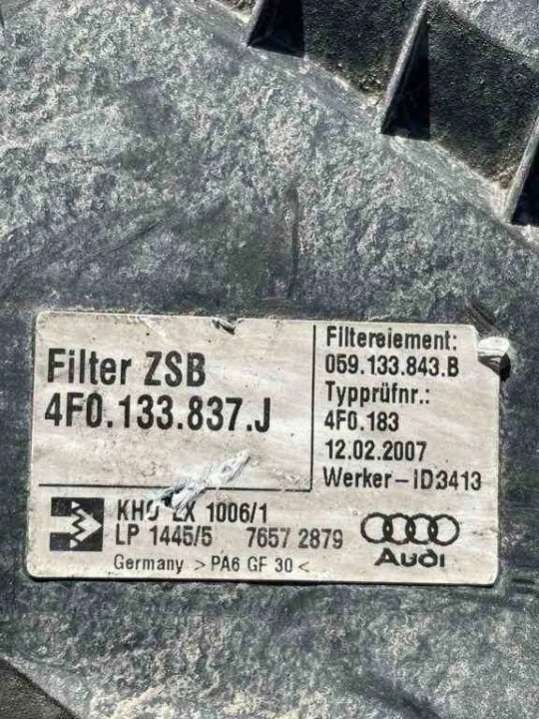 Filter ZSB
4F0.133.837.J
Filterelement:
059.133.843.B
Typprüfnr.:
4F0.183
12.02.2007
Werker-ID3413
LX 1006/1
LP 1445/5 7657 2879
Germany >PA6 GF 30<
Audi